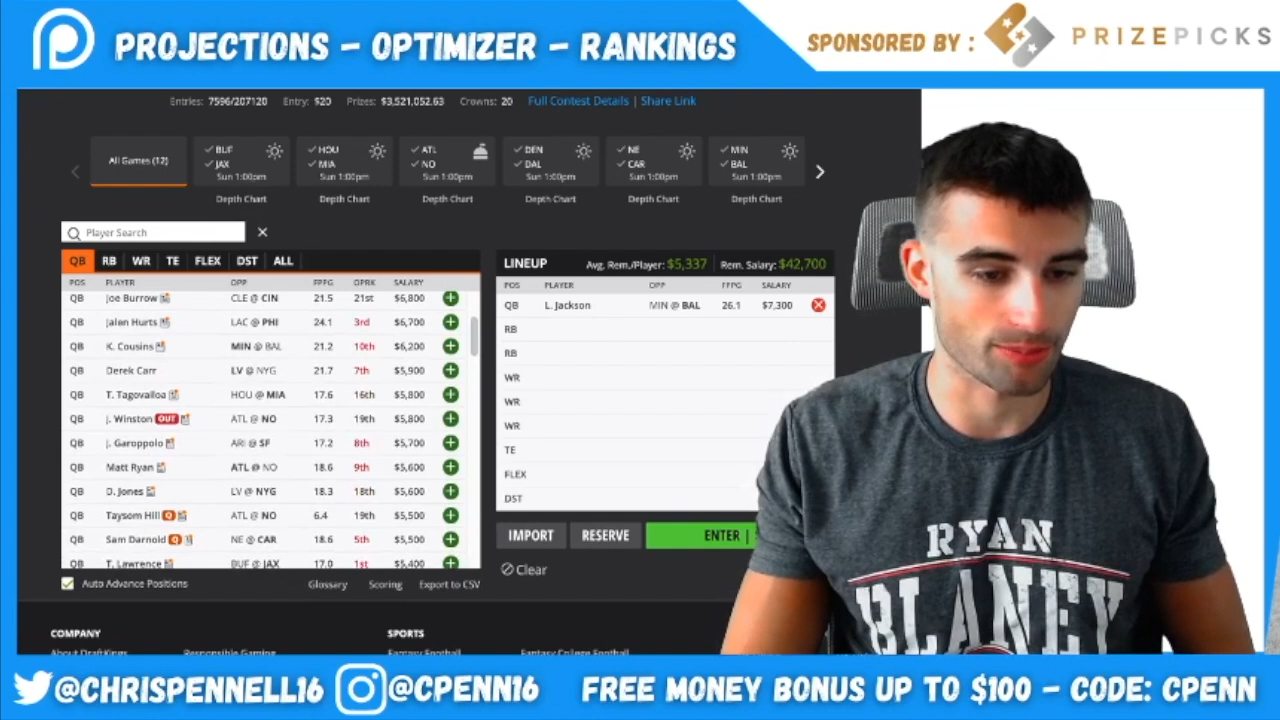 PROJECTIONS - OPTIMIZER - RANKINGS
SPONSORED BY : PRIZEPICKS
Entries: 7596/207120 Entry: $20 Prizes: $3,521,052.63 Crowns: 20 Full Contest Details | Share Link
All Games (12)
BUF
JAX
Sun 1:00pm
Depth Chart
HOU
MIA
Sun 1:00pm
Depth Chart
ATL
NO
Sun 1:00pm
Depth Chart
DEN
DAL
Sun 1:00pm
Depth Chart
NE
CAR
Sun 1:00pm
Depth Chart
MIN
BAL
Sun 1:00pm
Depth Chart
Player Search
QB RB WR TE FLEX DST ALL
POS PLAYER OPP FPPG OPRK SALARY
QB Joe Burrow CLE @ CIN 21.5 21st $6,800
QB Jalen Hurts LAC @ PHI 24.1 3rd $6,700
QB K. Cousins MIN @ BAL 21.2 10th $6,200
QB Derek Carr LV @ NYG 21.7 7th $5,900
QB T. Tagovailoa HOU @ MIA 17.6 16th $5,800
QB J. Winston OUT ATL @ NO 17.3 19th $5,800
QB J. Garoppolo ARI @ SF 17.2 8th $5,700
QB Matt Ryan ATL @ NO 18.6 9th $5,600
QB D. Jones LV @ NYG 18.3 18th $5,600
QB Taysom Hill Q ATL @ NO 6.4 19th $5,500
QB Sam Darnold Q NE @ CAR 18.6 5th $5,500
QB T. Lawrence BUF @ JAX 17.0 1st $5,400
Auto Advance Positions Glossary Scoring Export to CSV
LINEUP Avg. Rem./Player: $5,337 Rem. Salary: $42,700
POS PLAYER OPP FPPG SALARY
QB L. Jackson MIN @ BAL 26.1 $7,300
RB
RB
WR
WR
WR
TE
FLEX
DST
IMPORT RESERVE ENTER |
Clear
COMPANY SPORTS
About DraftKings Responsible Gaming Fantasy Football Fantasy College Football
RYAN
BLANEY
@CHRISPENNELL16 @CPENN16 FREE MONEY BONUS UP TO $100 - CODE: CPENN